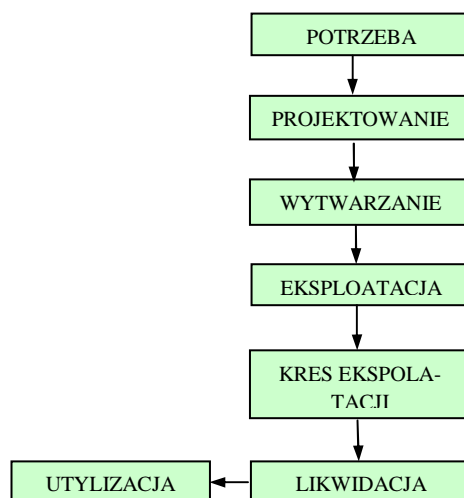 POTRZEBA
PROJEKTOWANIE
WYTWARZANIE
EKSPLOATACJA
KRES EKSPOLA-
TACJI
UTYLIZACJA
LIKWIDACJA